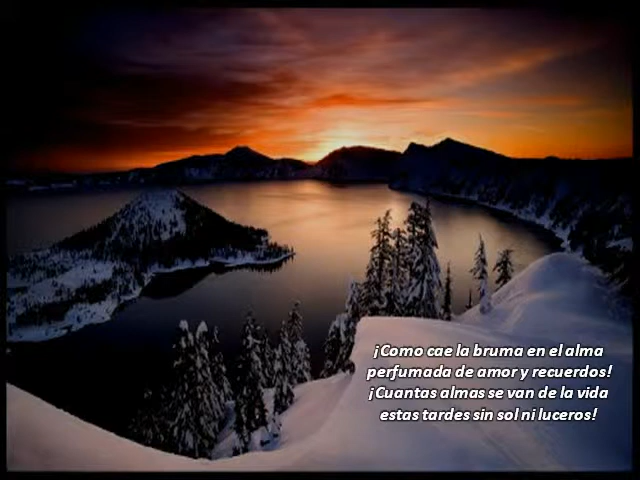 ¡Como cae la bruma en el alma
perfumada de amor y recuerdos!
¡Cuantas almas se van de la vida
estas tardes sin sol ni luceros!